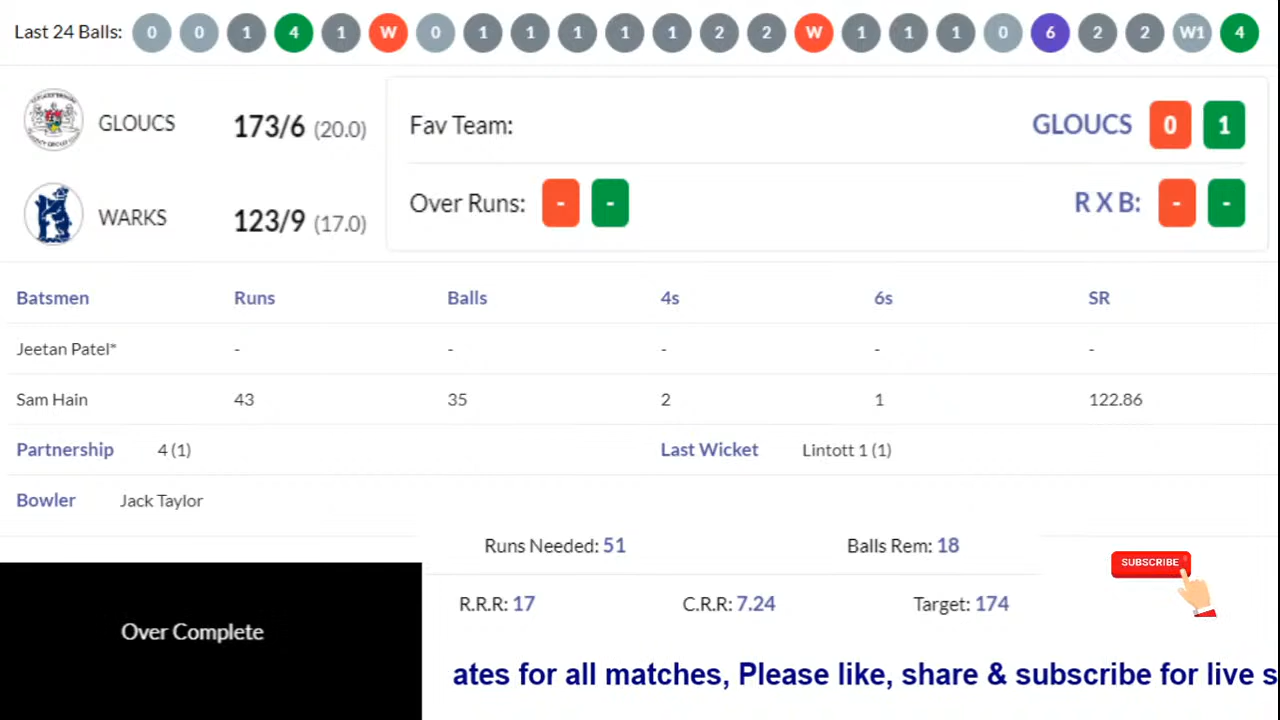 Last 24 Balls: 0 0 1 4 1 W 0 1 1 1 1 1 2 2 W 1 1 1 0 6 2 2 W1 4
GLOUCS 173/6 (20.0)
Fav Team: GLOUCS 0 1
WARKS 123/9 (17.0)
Over Runs: - - R X B: - -
Batsmen Runs Balls 4s 6s SR
Jeetan Patel* - - - - -
Sam Hain 43 35 2 1 122.86
Partnership 4 (1) Last Wicket Lintott 1 (1)
Bowler Jack Taylor
Runs Needed: 51 Balls Rem: 18
SUBSCRIBE
R.R.R: 17 C.R.R: 7.24 Target: 174
Over Complete
ates for all matches, Please like, share & subscribe for live s